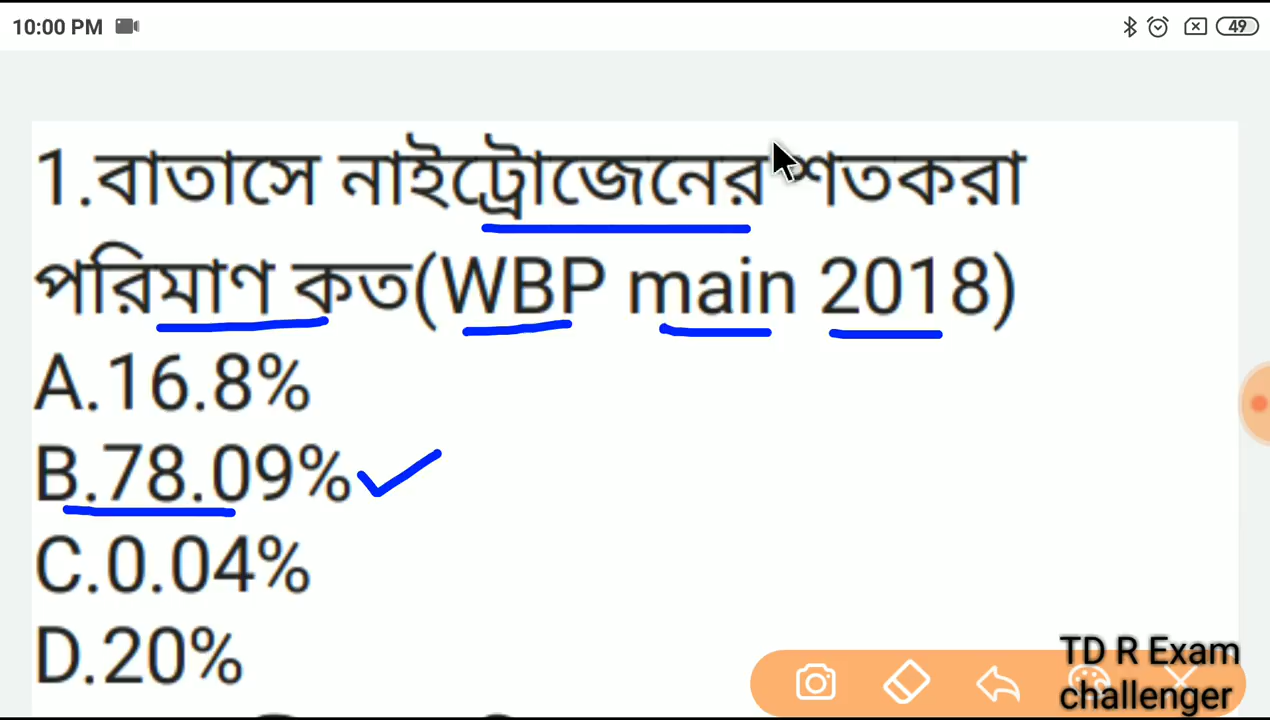 10:00 PM
49
1.বাতাসে নাইট্রোজেনের শতকরা
পরিমাণ কত(WBP main 2018)
A.16.8%
B.78.09%
C.0.04%
D.20%
TD R Exam
challenger